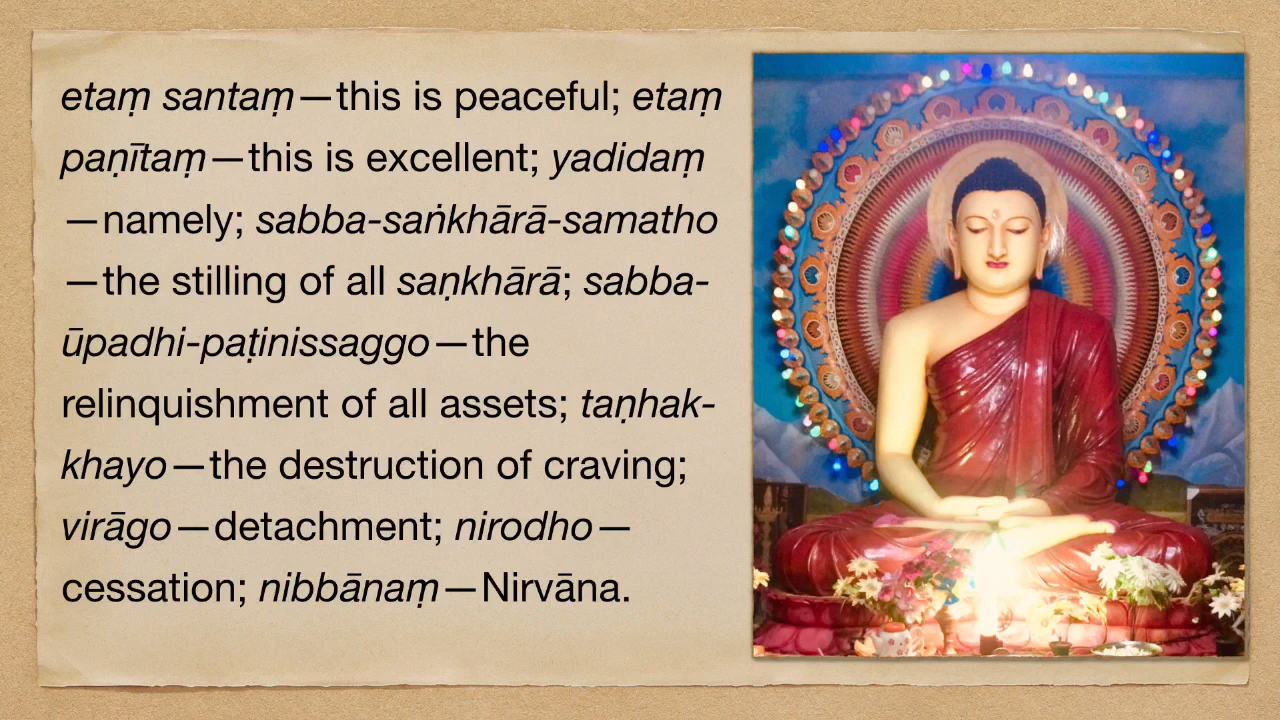 etaṃ santaṃ—this is peaceful; etaṃ
paṇītaṃ—this is excellent; yadidaṃ
—namely; sabba-saṅkhārā-samatho
—the stilling of all saṇkhārā; sabba-
ūpadhi-paṭinissaggo—the
relinquishment of all assets; taṇhak-
khayo—the destruction of craving;
virāgo—detachment; nirodho—
cessation; nibbānaṃ—Nirvāna.